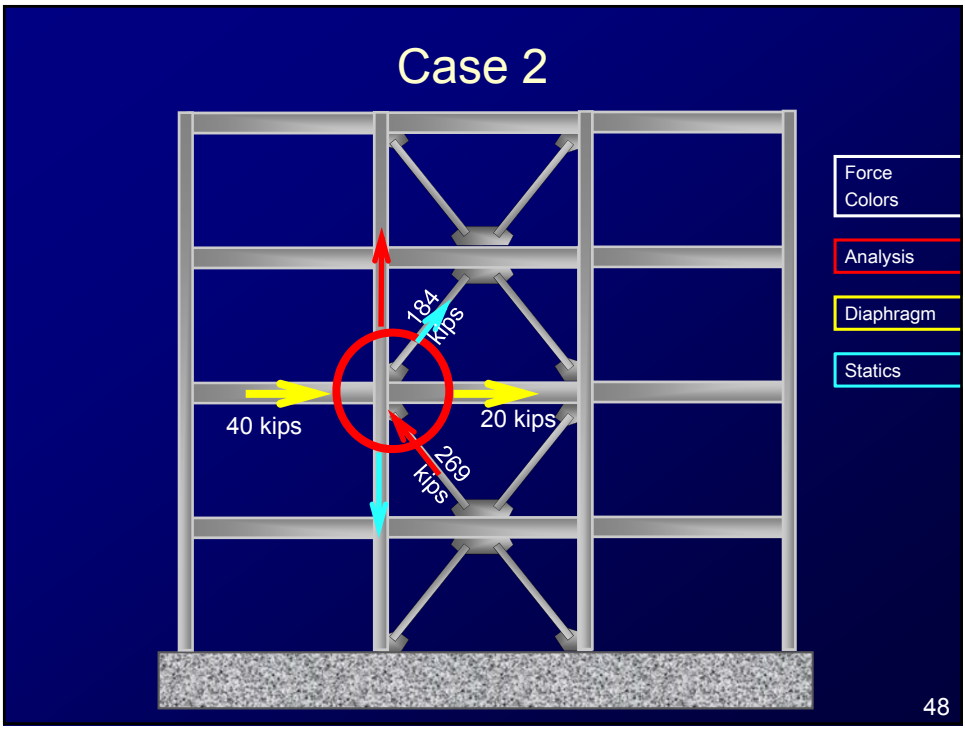 Case 2
Force
Colors
Analysis
Diaphragm
Statics
184
kips
40 kips
20 kips
269
kips
48